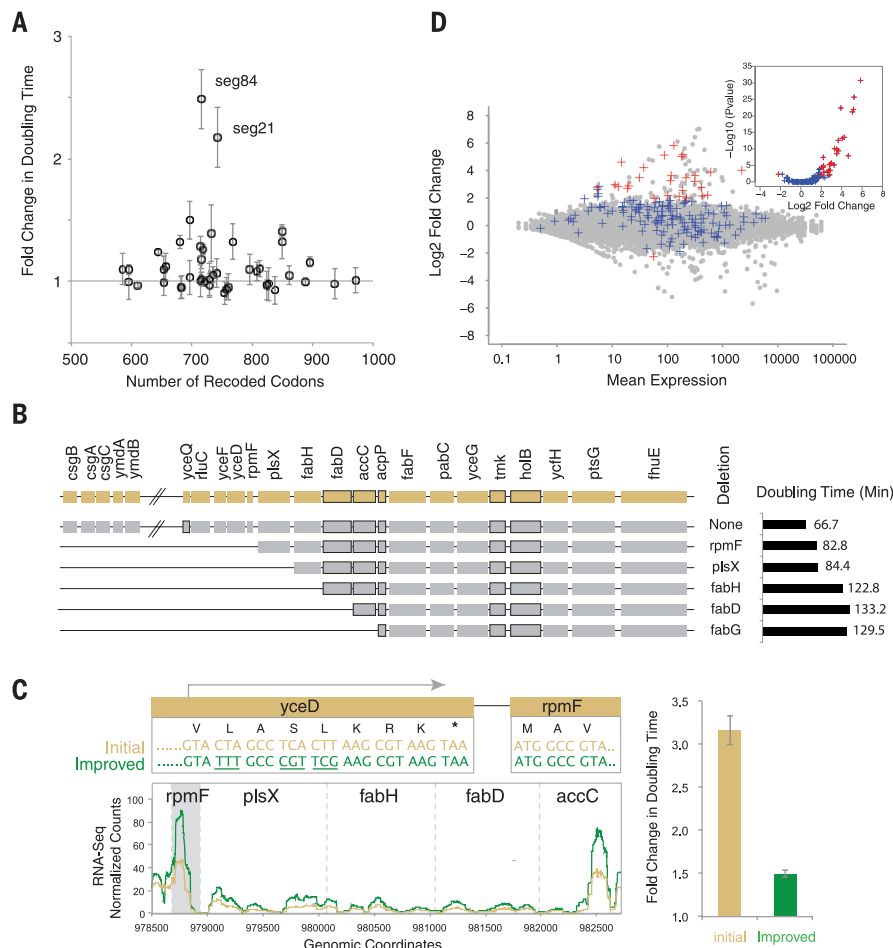 A
Fold Change in Doubling Time
3
2
1
seg84
seg21
500
600
700
800
900
1000
Number of Recoded Codons
D
Log2 Fold Change
8
6
4
2
0
−2
−4
−6
−8
0.1
1
10
100
1000
10000
100000
Mean Expression
−Log10 (Pvalue)
35
30
25
20
15
10
5
0
−4
−2
0
2
4
6
8
Log2 Fold Change
B
csgB
csgA
csgC
ymdA
ymdB
yceQ
rluC
yceF
yceD
rpmF
plsX
fabH
fabD
accC
acpP
fabF
pabC
yceG
tmk
holB
ycfH
ptsG
fhuE
Deletion
Doubling Time (Min)
None 66.7
rpmF 82.8
plsX 84.4
fabH 122.8
fabD 133.2
fabG 129.5
C
yceD rpmF
V L A S L K R K * M A V
Initial ......GTA CTA GCC TCA CTT AAG CGT AAG TAA ATG GCC GTA..
Improved ......GTA TTT GCC CGT TCG AAG CGT AAGTAA ATG GCC GTA..
rpmF plsX fabH fabD accC
RNA-Seq
Normalized Counts
100
80
60
40
20
0
978500 979000 979500 980000 980500 981000 981500 982000 982500
Genomic Coordinates
Fold Change in Doubling Time
3.5
3.0
2.5
2.0
1.5
1.0
initial Improved